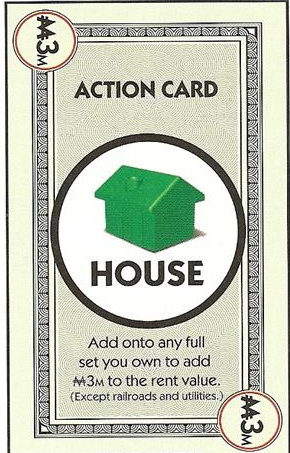 ₩3M
ACTION CARD
HOUSE
Add onto any full
set you own to add
₩3M to the rent value.
(Except railroads and utilities.)
₩3M